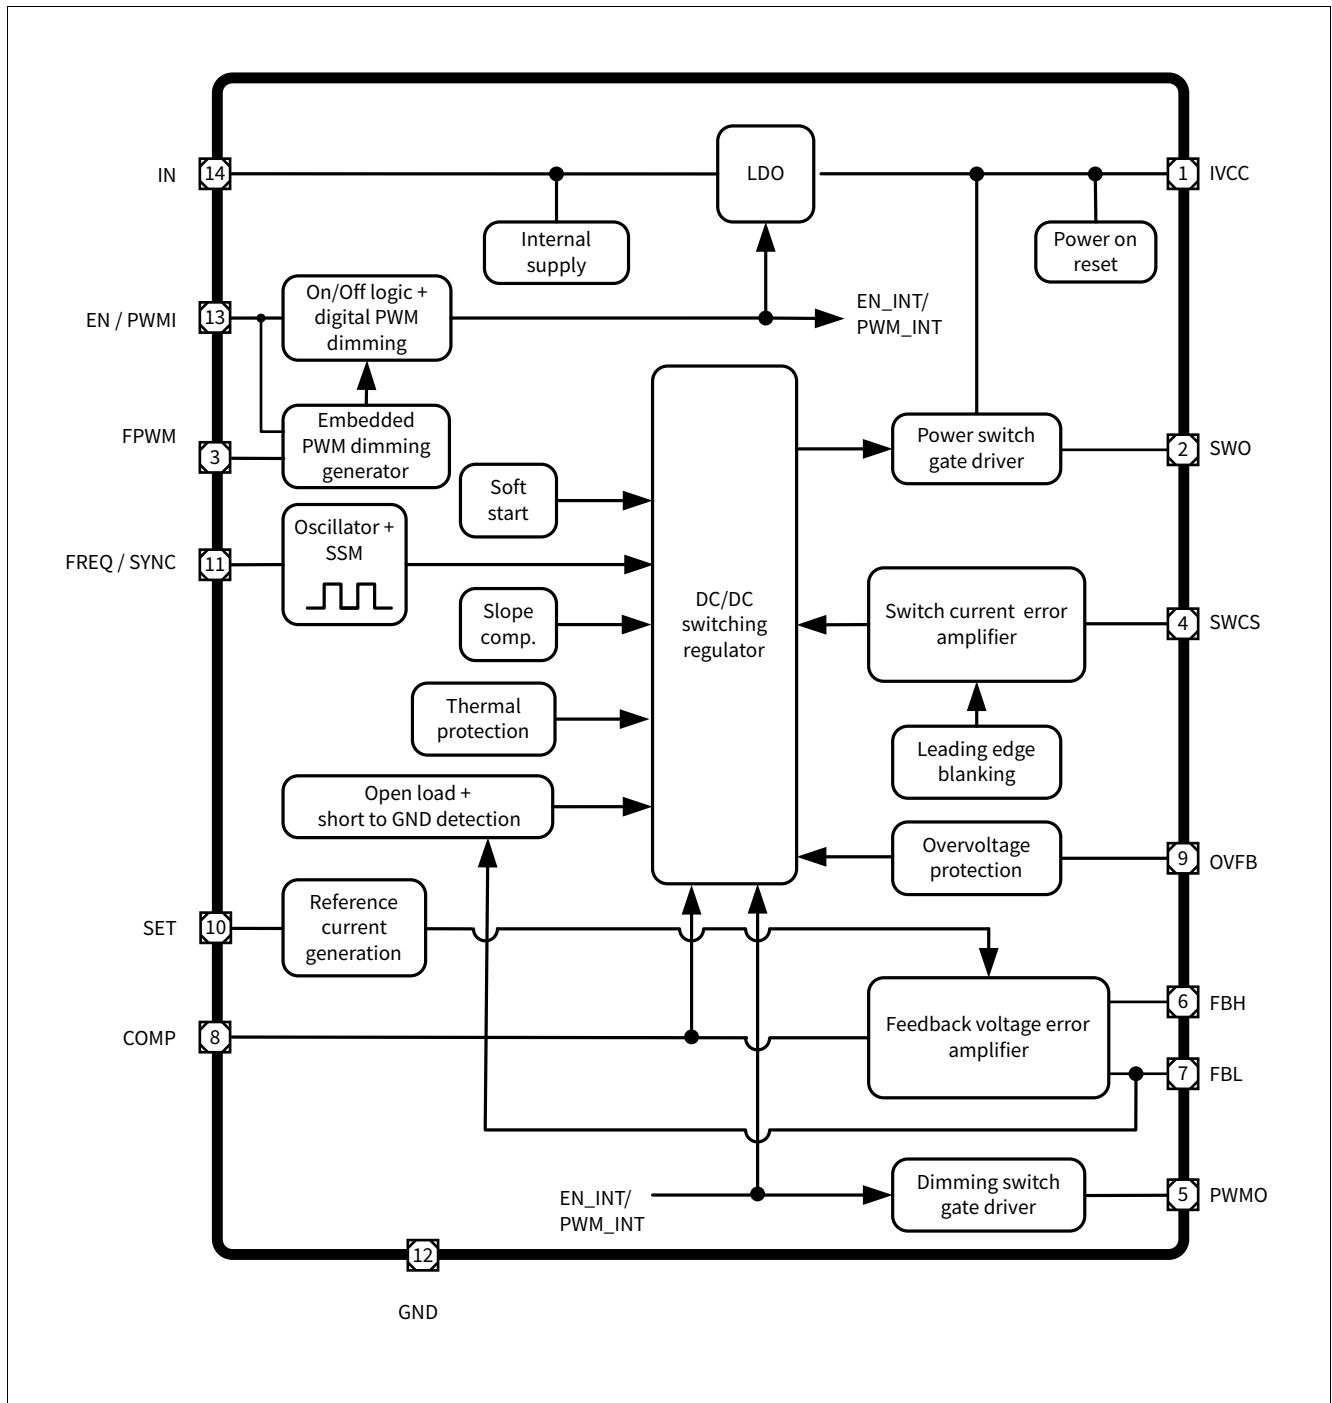 IN
14
LDO
1
IVCC
Internal
supply
Power on
reset
EN / PWMI
13
On/Off logic +
digital PWM
dimming
EN_INT/
PWM_INT
FPWM
3
Embedded
PWM dimming
generator
Power switch
gate driver
2
SWO
Soft
start
FREQ / SYNC
11
Oscillator +
SSM
DC/DC
switching
regulator
Slope
comp.
Switch current error
amplifier
4
SWCS
Thermal
protection
Leading edge
blanking
Open load +
short to GND detection
Overvoltage
protection
9
OVFB
SET
10
Reference
current
generation
COMP
8
Feedback voltage error
amplifier
6
FBH
7
FBL
EN_INT/
PWM_INT
Dimming switch
gate driver
5
PWMO
12
GND